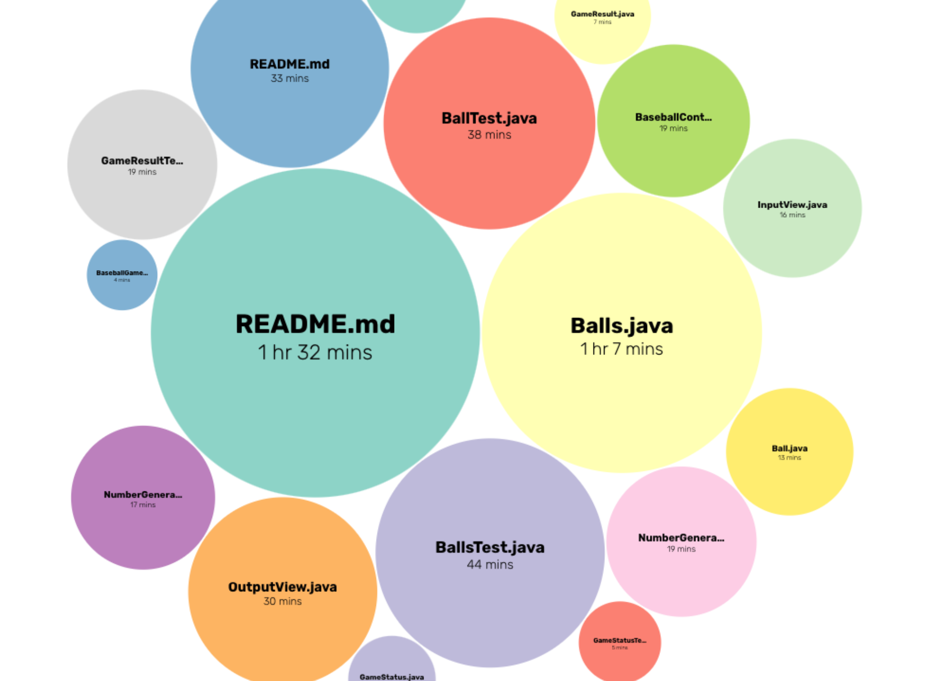 GameResult.java
7 mins
README.md
33 mins
BallTest.java
38 mins
BaseballCont...
19 mins
GameResultTe...
19 mins
InputView.java
16 mins
BaseballGame...
4 mins
README.md
1 hr 32 mins
Balls.java
1 hr 7 mins
Ball.java
13 mins
NumberGenera...
17 mins
NumberGenera...
19 mins
BallsTest.java
44 mins
OutputView.java
30 mins
GameStatusTe...
5 mins
GameStatus.java